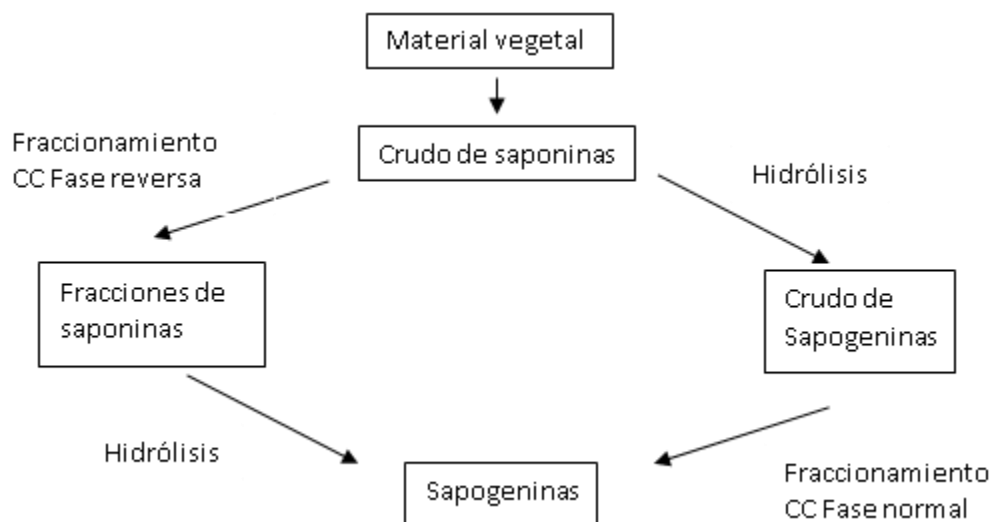 Material vegetal
Fraccionamiento
CC Fase reversa
Crudo de saponinas
Hidrólisis
Fracciones de
saponinas
Crudo de
Sapogeninas
Hidrólisis
Sapogeninas
Fraccionamiento
CC Fase normal